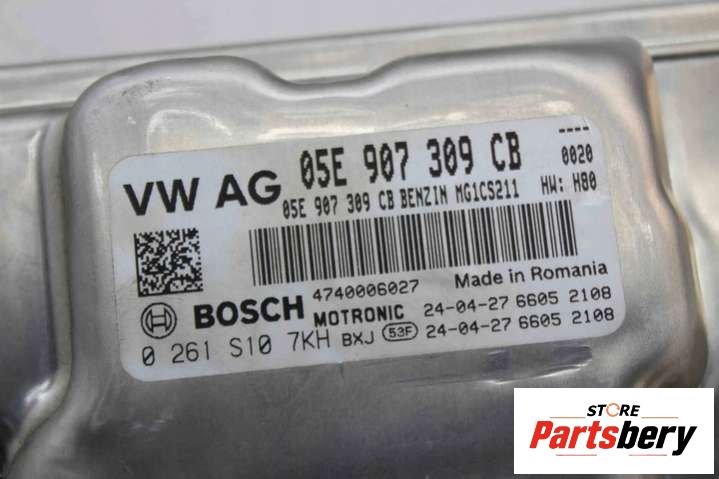 VW AG 05E 907 309 CB ----
05E 907 309 CB BENZIN MG1CS211 0020
HW: H80
4740006027 Made in Romania
BOSCH MOTRONIC 24-04-27 6605 2108
0 261 S10 7KH BXJ 53F 24-04-27 6605 2108
STORE
Partsbery